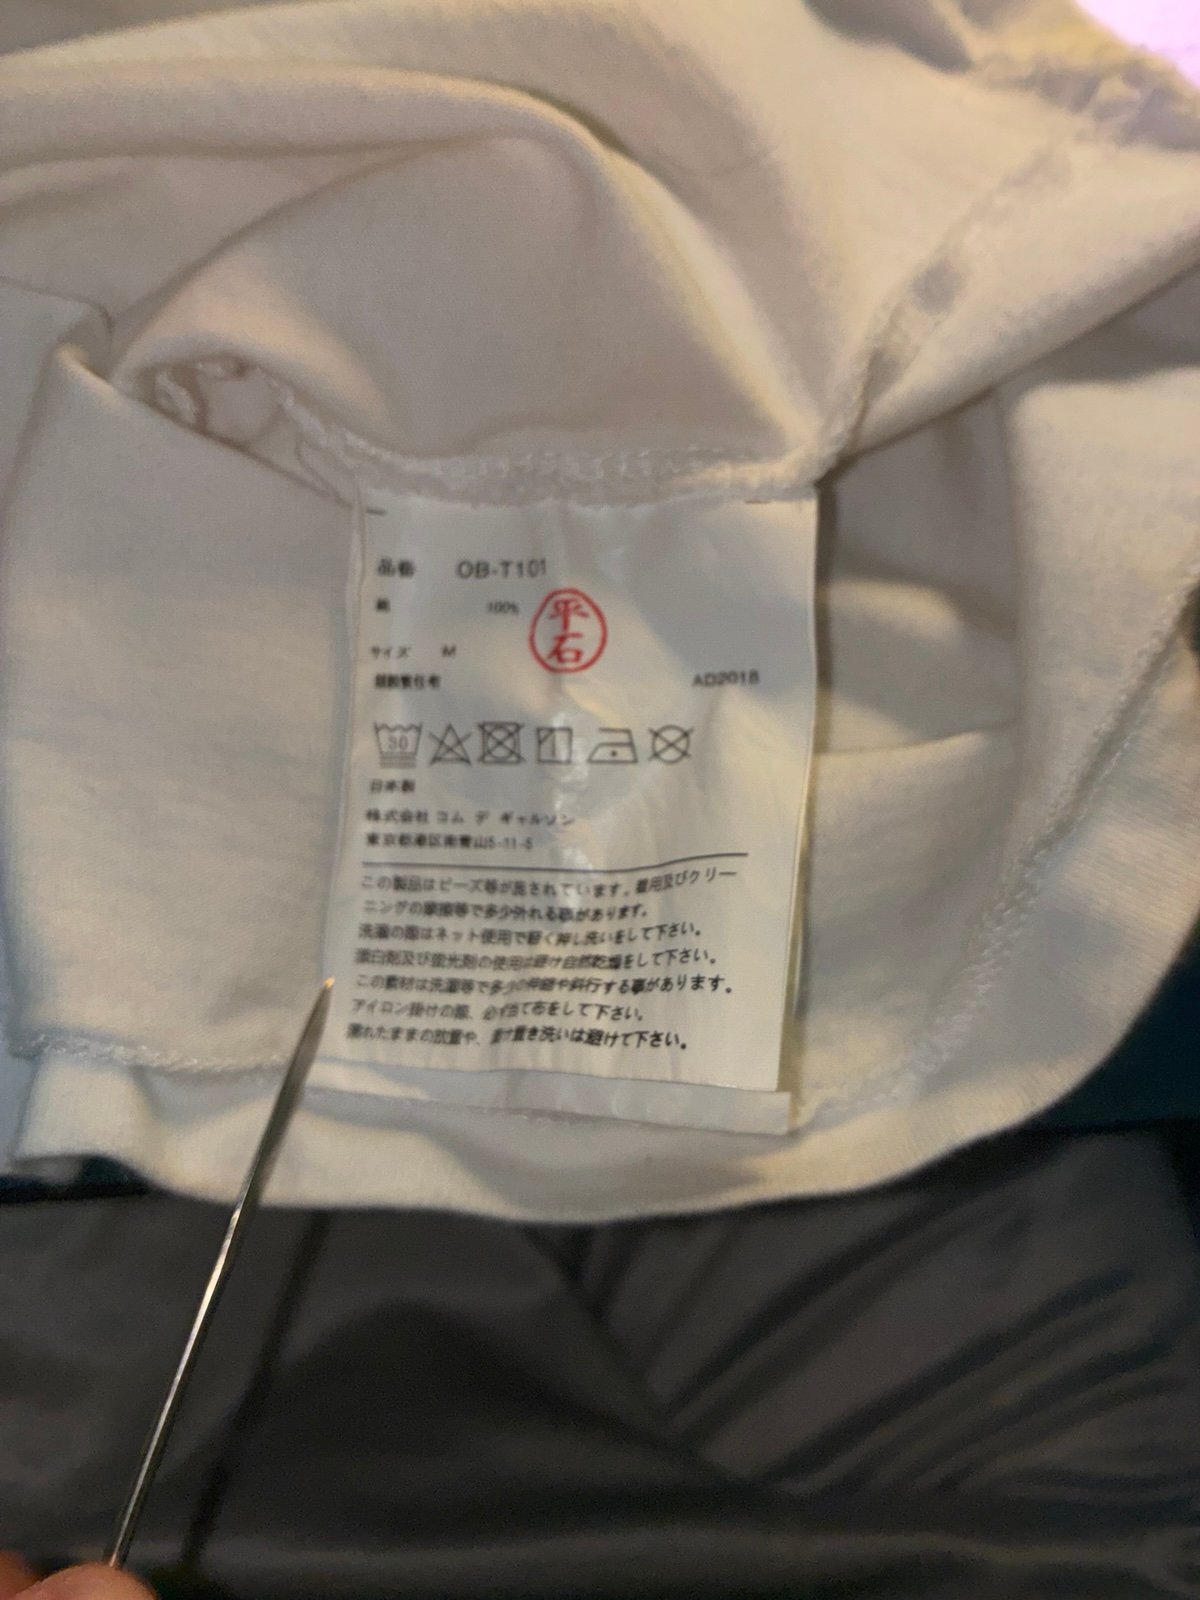 品番 OB-T101
綿 100%
平石
サイズ M
縫製責任者 AD2018
30
日本製
株式会社 コム デ ギャルソン
東京都港区南青山5-11-5
この製品はビーズ等が施されています。着用及びクリー
ニングの摩擦等で多少外れる事があります。
洗濯の際はネット使用で軽く押し洗いをして下さい。
漂白剤及び蛍光剤の使用は避け自然乾燥をして下さい。
この素材は洗濯等で多少の伸縮や斜行する事があります。
アイロン掛けの際、必ず当て布をして下さい。
濡れたままの放置や、漬け置き洗いは避けて下さい。